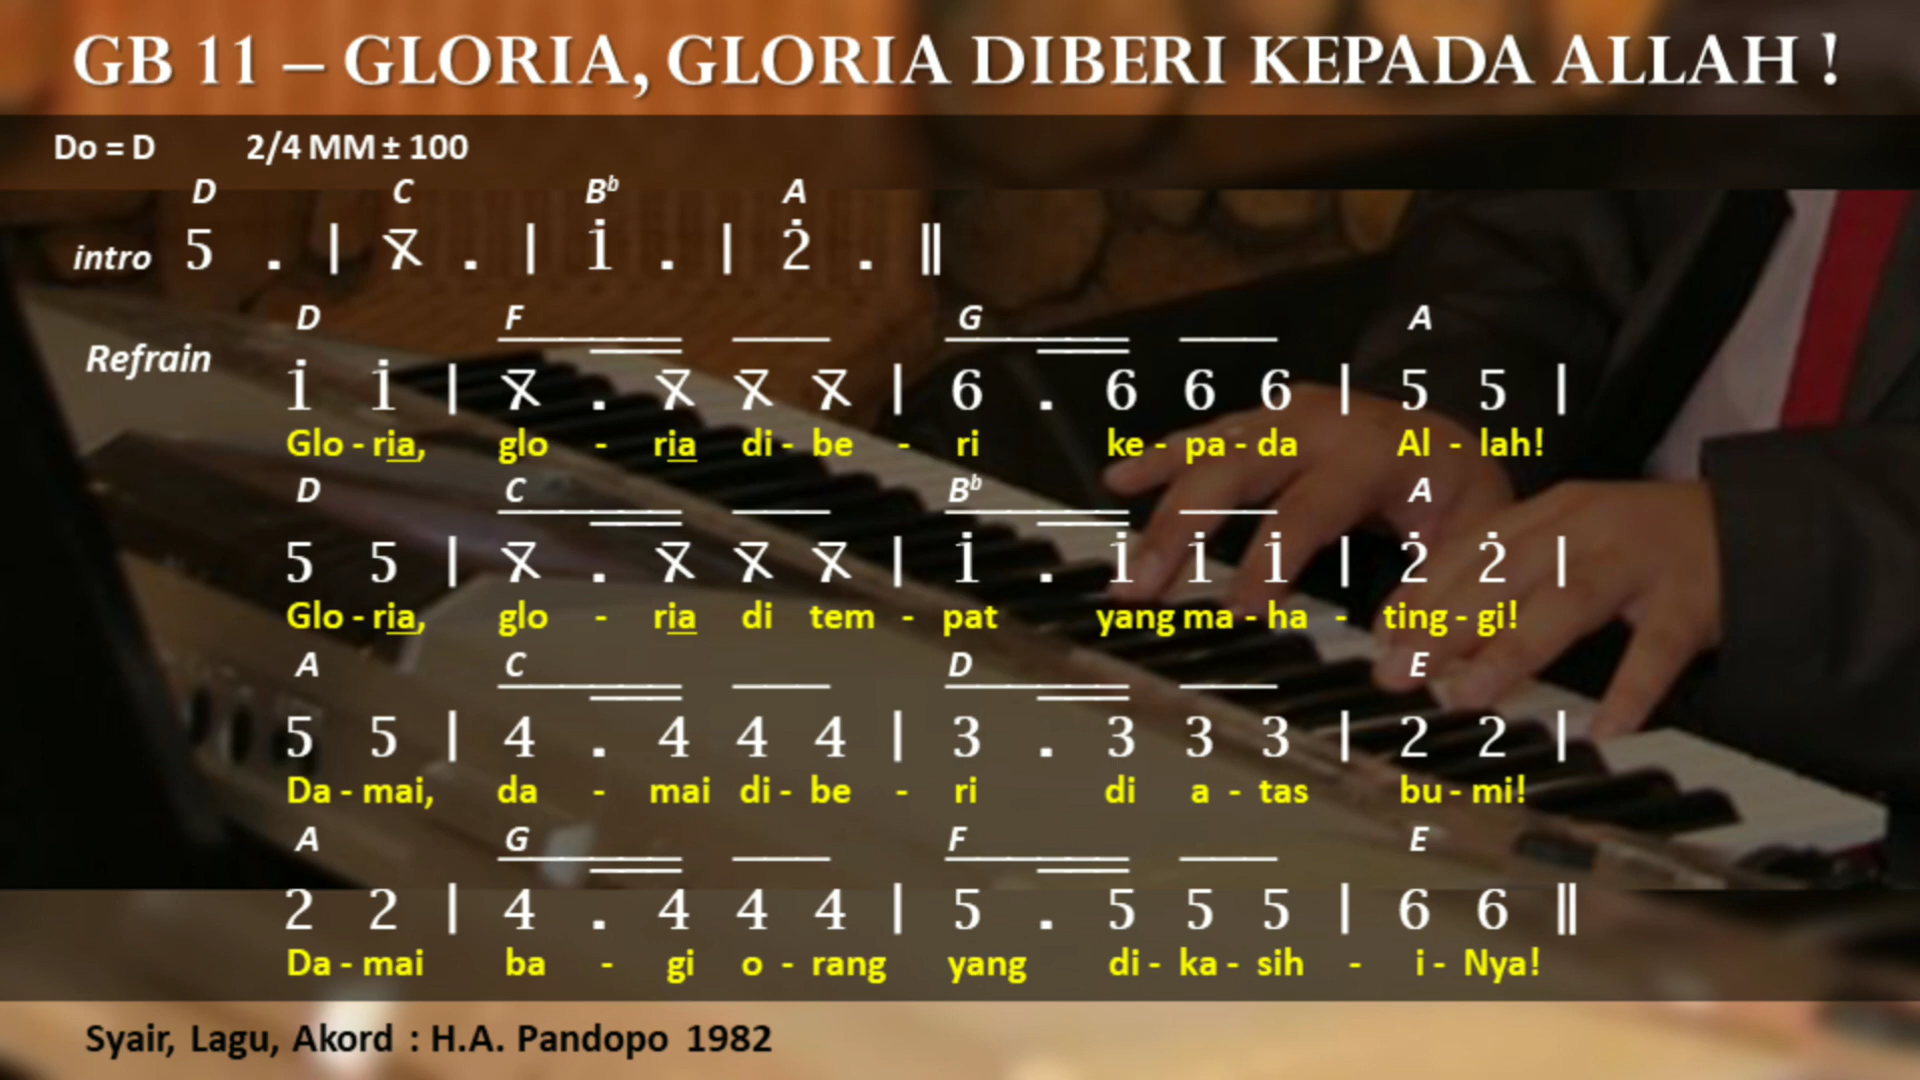 GB 11 – GLORIA, GLORIA DIBERI KEPADA ALLAH !
Do = D 2/4 MM ± 100
D C Bb A
intro 5 . | 7̸ . | 1̇ . | 2̇ . ‖
D F G A
Refrain 1̇ 1̇ | 7̸ . 7̸ 7̸ 7̸ | 6 . 6 6 6 | 5 5 |
Glo - ria, glo - ria di - be - ri ke - pa - da Al - lah!
D C Bb A
5 5 | 7̸ . 7̸ 7̸ 7̸ | 1̇ . 1̇ 1̇ 1̇ | 2̇ 2̇ |
Glo - ria, glo - ria di tem - pat yang ma - ha - ting - gi!
A C D E
5 5 | 4 . 4 4 4 | 3 . 3 3 3 | 2 2 |
Da - mai, da - mai di - be - ri di a - tas bu - mi!
A G F E
2 2 | 4 . 4 4 4 | 5 . 5 5 5 | 6 6 ‖
Da - mai ba - gi o - rang yang di - ka - sih - i - Nya!
Syair, Lagu, Akord : H.A. Pandopo 1982